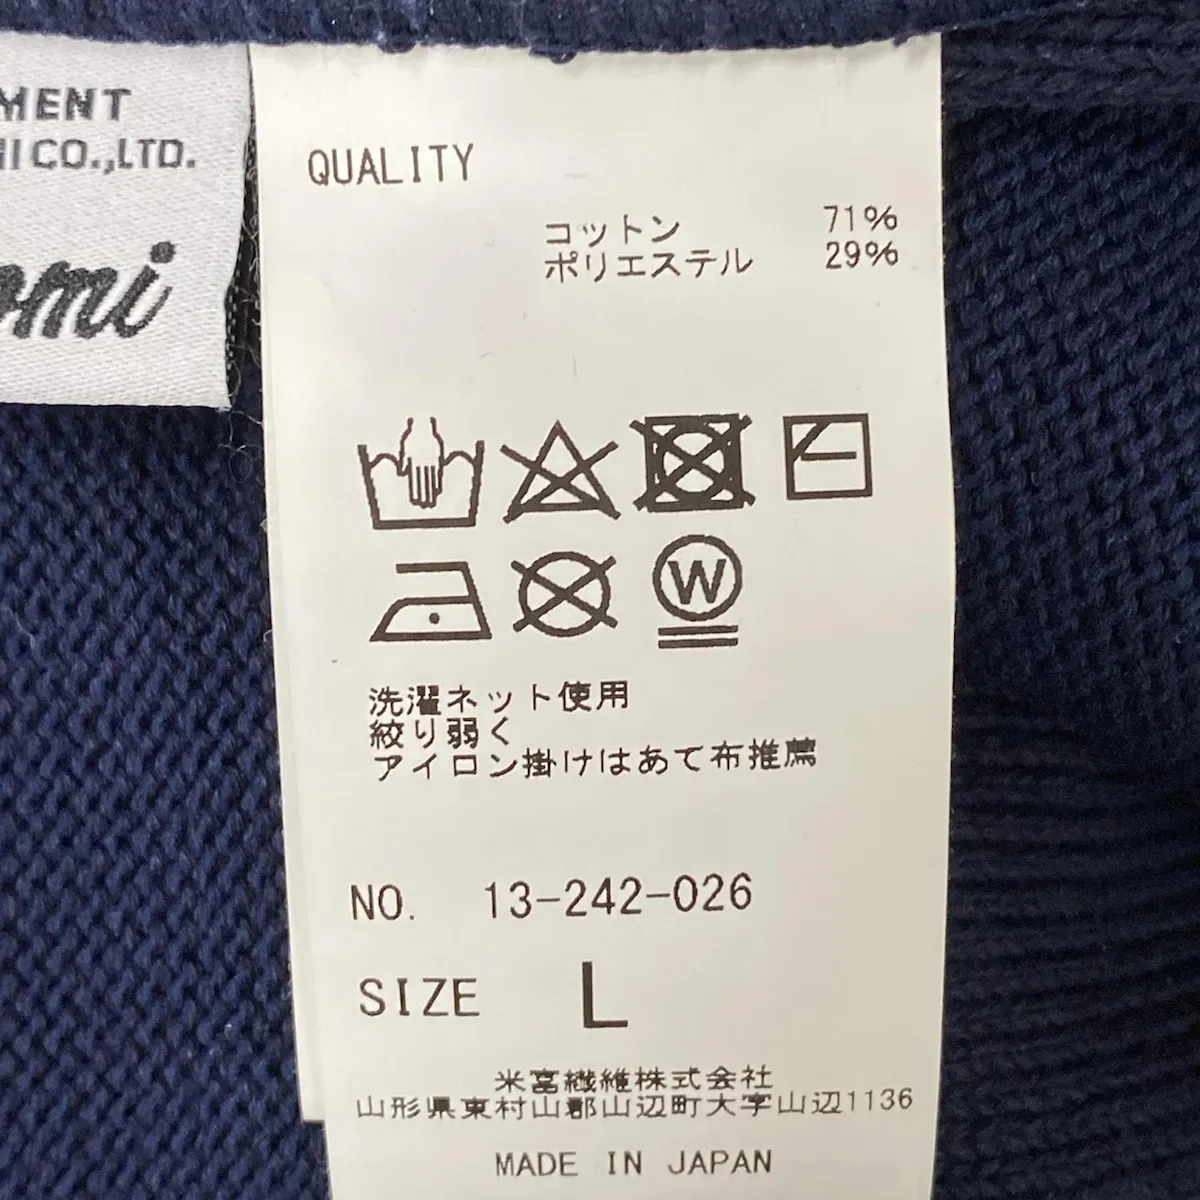 MENT
CO.,LTD.
omi
QUALITY
コットン 71%
ポリエステル 29%
W
洗濯ネット使用
絞り弱く
アイロン掛けはあて布推薦
NO. 13-242-026
SIZE L
米富繊維株式会社
山形県東村山郡山辺町大字山辺1136
MADE IN JAPAN